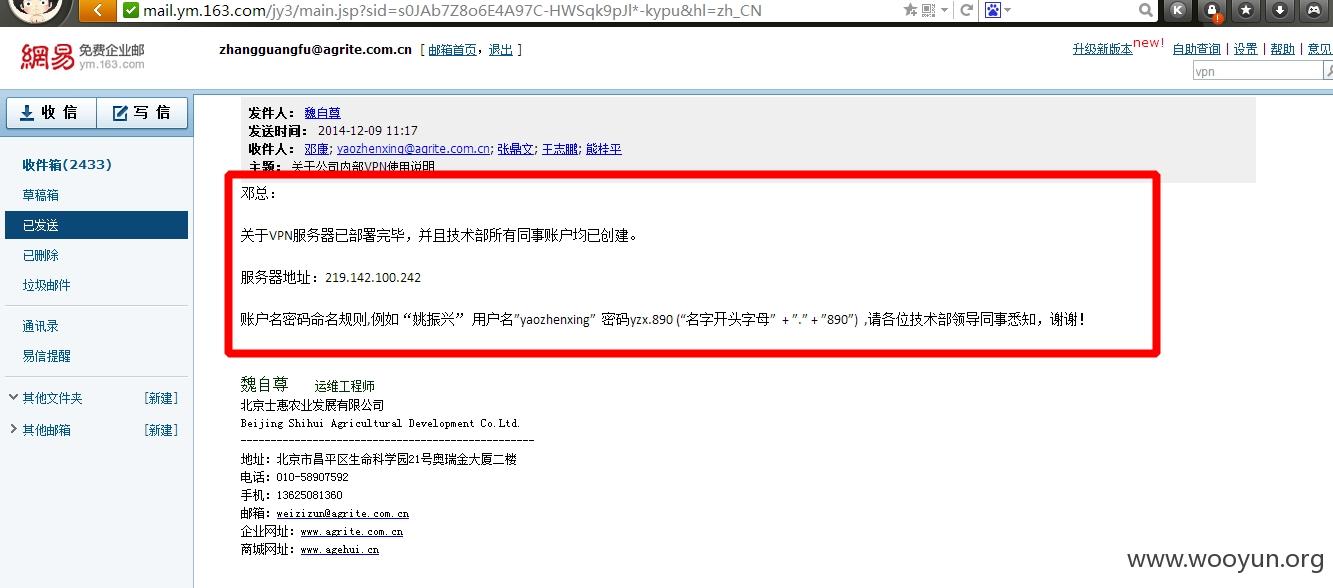 mail.ym.163.com/jy3/main.jsp?sid=s0JAb7Z8o6E4A97C-HWSqk9pJl*-kypu&hl=zh_CN
網易 免费企业邮
ym.163.com
zhangguangfu@agrite.com.cn [邮箱首页, 退出]
升级新版本 new! 自助查询 | 设置 | 帮助 | 意见
vpn
收 信 写 信
收件箱(2433)
草稿箱
已发送
已删除
垃圾邮件
通讯录
易信提醒
其他文件夹 [新建]
其他邮箱 [新建]
发件人: 魏自尊
发送时间: 2014-12-09 11:17
收件人: 邓康; yaozhenxing@agrite.com.cn; 张鼎文; 王志鹏; 熊桂平
主题: 关于公司内部VPN使用说明
邓总:
关于VPN服务器已部署完毕，并且技术部所有同事账户均已创建。
服务器地址：219.142.100.242
账户名密码命名规则,例如“姚振兴” 用户名”yaozhenxing” 密码yzx.890 (“名字开头字母” + ”.” + ”890”) ,请各位技术部领导同事悉知，谢谢！
魏自尊 运维工程师
北京士惠农业发展有限公司
Beijing Shihui Agricultural Development Co.Ltd.
-------------------------------------------------
地址：北京市昌平区生命科学园21号奥瑞金大厦二楼
电话：010-58907592
手机：13625081360
邮箱：weizizun@agrite.com.cn
企业网址：www.agrite.com.cn
商城网址：www.agehui.cn
www.wooyun.org